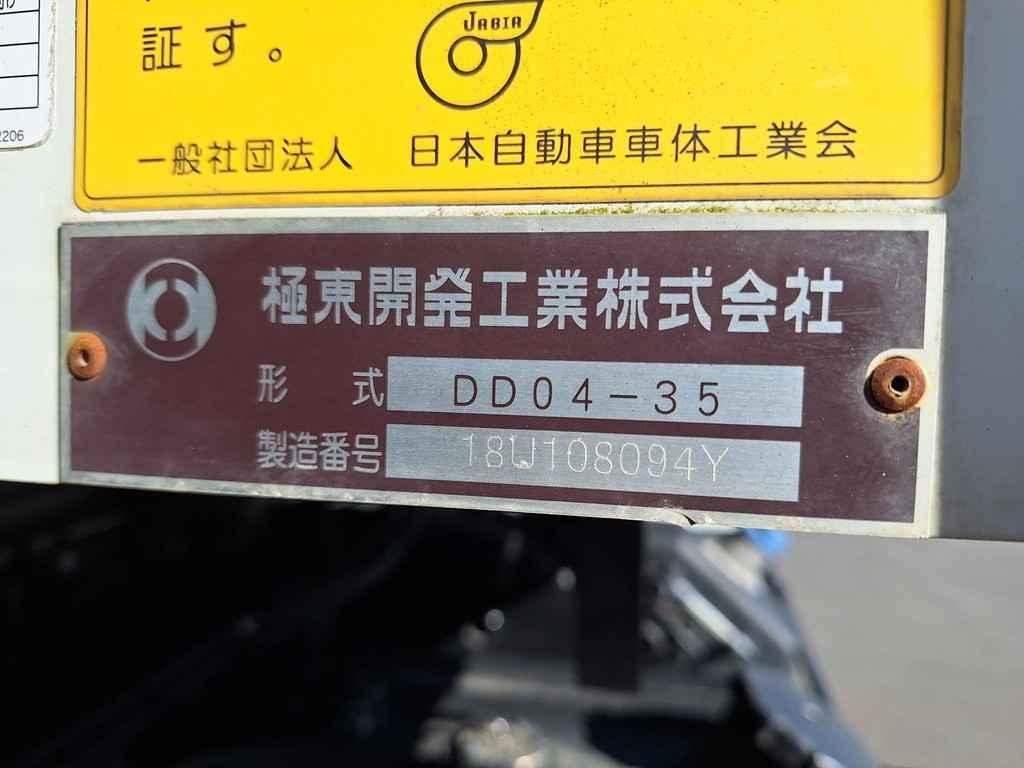 証す。
JABIA
一般社団法人 日本自動車車体工業会
2206
極東開発工業株式会社
形 式 DD04-35
製造番号 18U108094Y